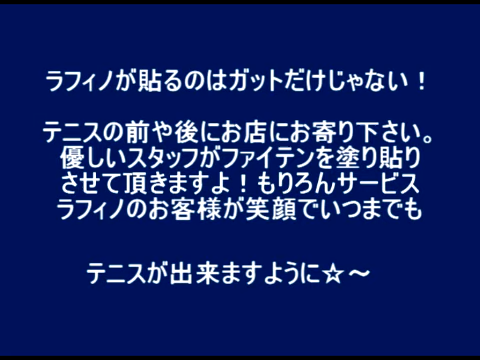 ラフィノが貼るのはガットだけじゃない！
テニスの前や後にお店にお寄り下さい。
優しいスタッフがファイテンを塗り貼り
させて頂きますよ！もりろんサービス
ラフィノのお客様が笑顔でいつまでも
テニスが出来ますように☆～